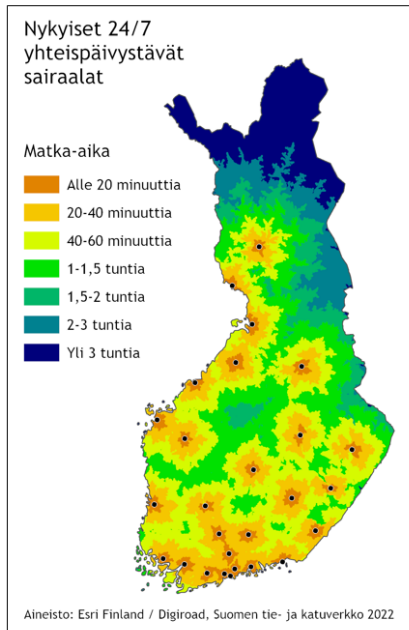 Nykyiset 24/7
yhteispäivystävät
sairaalat
Matka-aika
Alle 20 minuuttia
20-40 minuuttia
40-60 minuuttia
1-1,5 tuntia
1,5-2 tuntia
2-3 tuntia
Yli 3 tuntia
Aineisto: Esri Finland / Digiroad, Suomen tie- ja katuverkko 2022